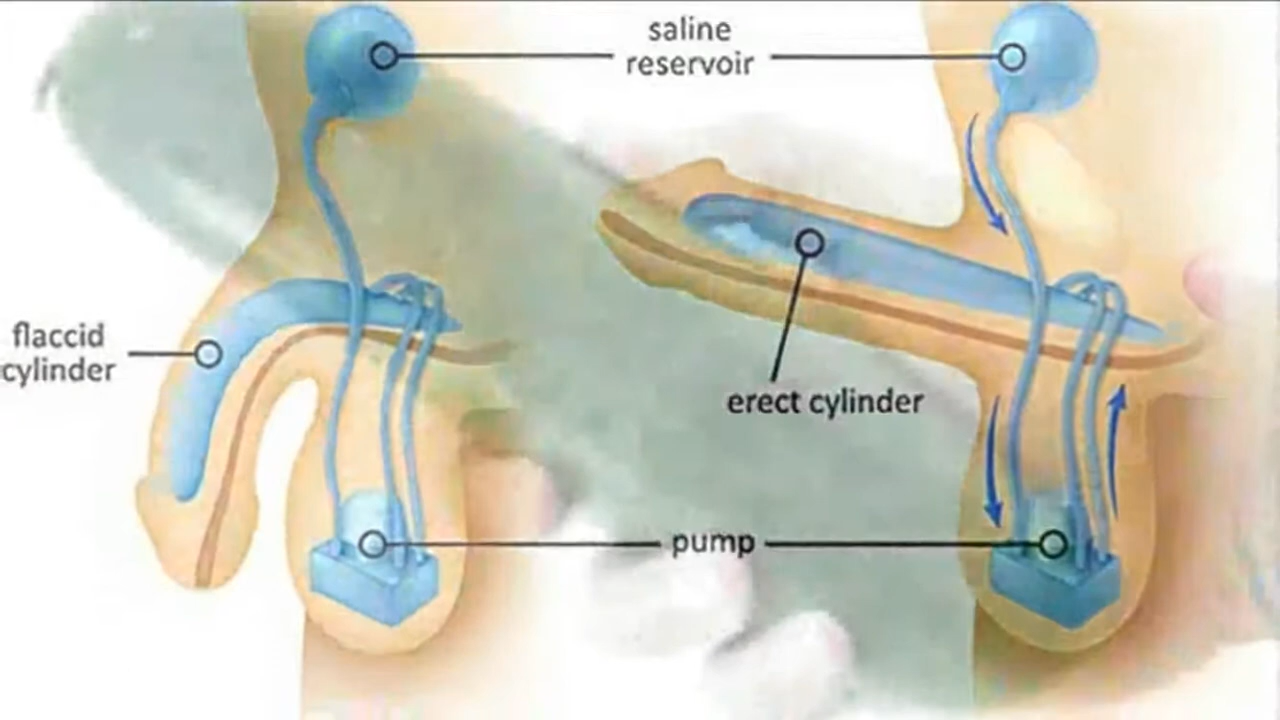 saline
reservoir
flaccid
cylinder
erect cylinder
pump